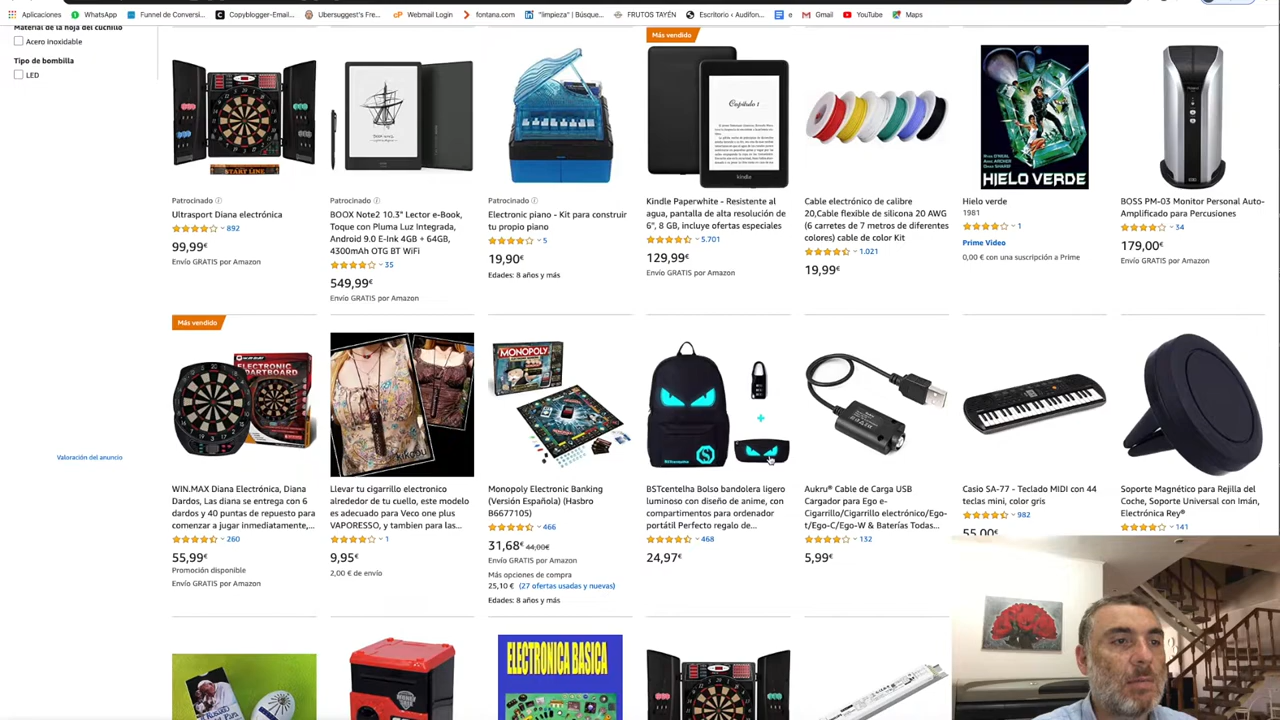 Aplicaciones WhatsApp Funnel de Conversi... Copyblogger-Email... Ubersuggest's Fre... Webmail Login fontana.com "limpieza" | Búsque... FRUTOS TAYÉN Escritorio ‹ Audífon... e Gmail YouTube Maps
Material de la hoja del cuchillo
Acero inoxidable
Tipo de bombilla
LED
Valoración del anuncio
START LINE
Patrocinado
Ultrasport Diana electrónica
892
99,99€
Envío GRATIS por Amazon
Patrocinado
BOOX Note2 10.3" Lector e-Book,
Toque con Pluma Luz Integrada,
Android 9.0 E-Ink 4GB + 64GB,
4300mAh OTG BT WiFi
35
549,99€
Envío GRATIS por Amazon
Patrocinado
Electronic piano - Kit para construir
tu propio piano
5
19,90€
Edades: 8 años y más
Más vendido
Capítulo 1
kindle
Kindle Paperwhite - Resistente al
agua, pantalla de alta resolución de
6", 8 GB, incluye ofertas especiales
5.701
129,99€
Envío GRATIS por Amazon
Cable electrónico de calibre
20,Cable flexible de silicona 20 AWG
(6 carretes de 7 metros de diferentes
colores) cable de color Kit
1.021
19,99€
HIELO VERDE
Hielo verde
1981
1
Prime Video
0,00 € con una suscripción a Prime
BOSS PM-03 Monitor Personal Auto-
Amplificado para Percusiones
34
179,00€
Envío GRATIS por Amazon
Más vendido
ELECTRONIC
DARTBOARD
WIN.MAX Diana Electrónica, Diana
Dardos, Las diana se entrega con 6
dardos y 40 puntos de repuesto para
comenzar a jugar inmediatamente,...
260
55,99€
Promoción disponible
Envío GRATIS por Amazon
kikobu
Llevar tu cigarrillo electronico
alrededor de tu cuello, este modelo
es adecuado para Veco one plus
VAPORESSO, y tambien para las...
1
9,95€
2,00 € de envío
MONOPOLY
Monopoly Electronic Banking
(Versión Española) (Hasbro
B6677105)
466
31,68€ 44,00€
Envío GRATIS por Amazon
Más opciones de compra
25,10 € (27 ofertas usadas y nuevas)
Edades: 8 años y más
BSTcentelha Bolso bandolera ligero
luminoso con diseño de anime, con
compartimentos para ordenador
portátil Perfecto regalo de...
468
24,97€
Aukru® Cable de Carga USB
Cargador para Ego e-
Cigarrillo/Cigarrillo electrónico/Ego-
t/Ego-C/Ego-W & Baterías Todas...
132
5,99€
Casio SA-77 - Teclado MIDI con 44
teclas mini, color gris
982
55,00€
Soporte Magnético para Rejilla del
Coche, Soporte Universal con Imán,
Electrónica Rey®
141
ELECTRONICA BASICA